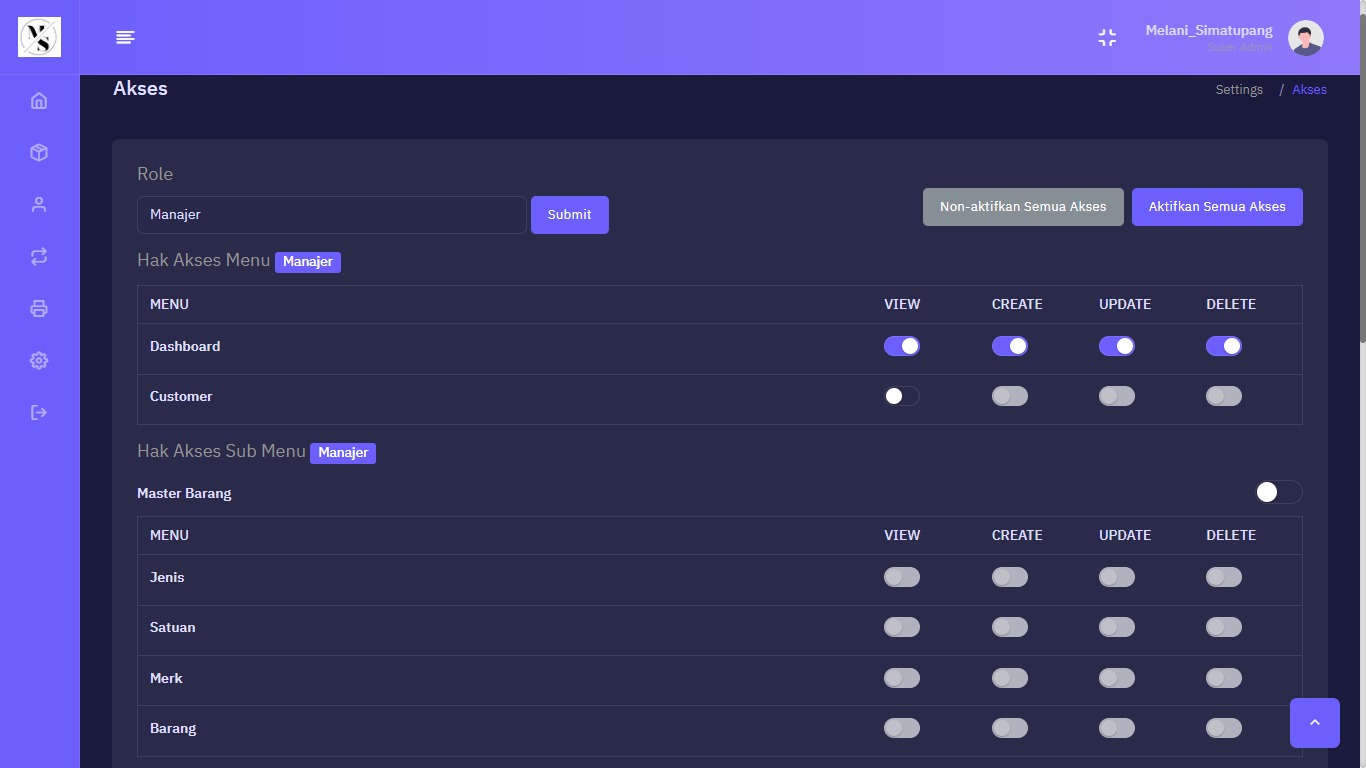 MS
Melani_Simatupang
Super Admin
Akses
Settings / Akses
Role
Manajer
Submit
Non-aktifkan Semua Akses
Aktifkan Semua Akses
Hak Akses Menu Manajer
MENU VIEW CREATE UPDATE DELETE
Dashboard
Customer
Hak Akses Sub Menu Manajer
Master Barang
MENU VIEW CREATE UPDATE DELETE
Jenis
Satuan
Merk
Barang